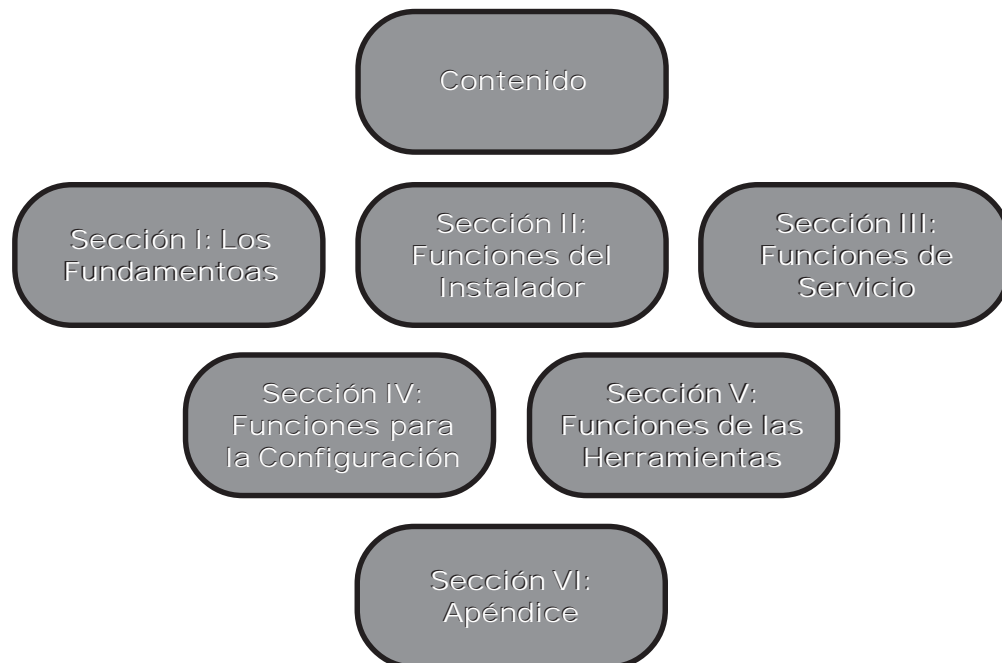 Contenido
Sección I: Los
Fundamentoas
Sección II:
Funciones del
Instalador
Sección III:
Funciones de
Servicio
Sección IV:
Funciones para
la Configuración
Sección V:
Funciones de las
Herramientas
Sección VI:
Apéndice